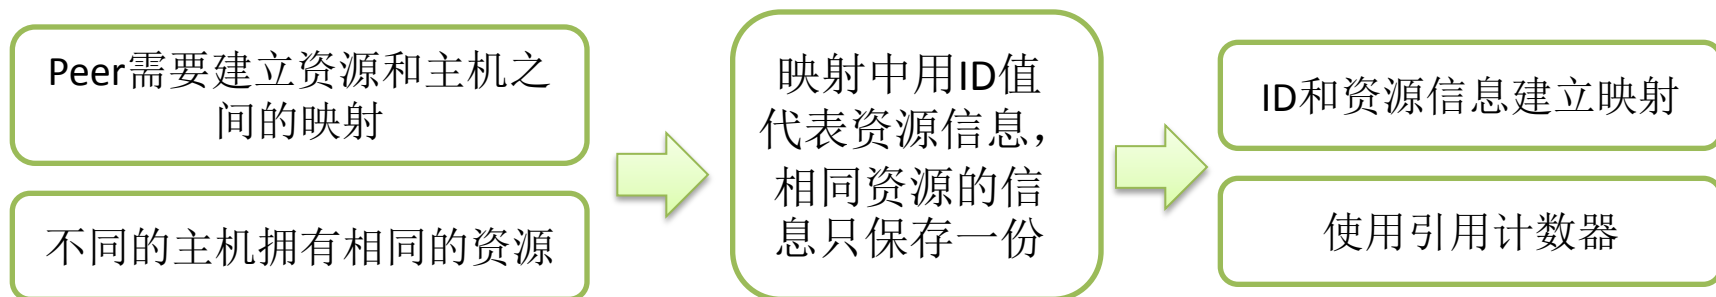 Peer需要建立资源和主机之
间的映射
不同的主机拥有相同的资源
映射中用ID值
代表资源信息，
相同资源的信
息只保存一份
ID和资源信息建立映射
使用引用计数器